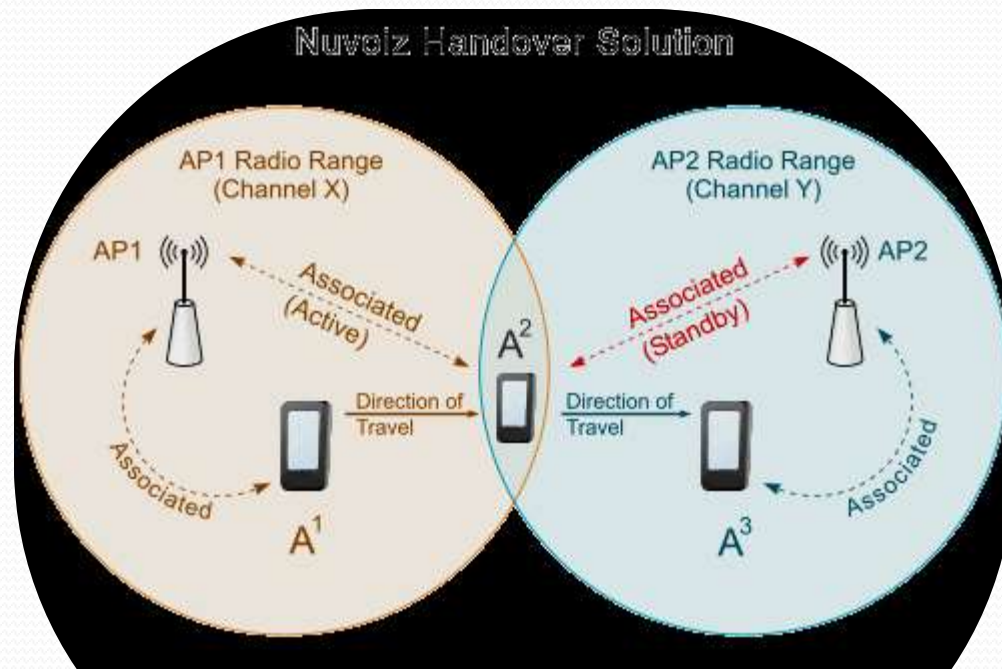 Nuvoiz Handover Solution
AP1 Radio Range
(Channel X)
AP2 Radio Range
(Channel Y)
AP1
AP2
Associated
(Active)
Associated
(Standby)
A2
Direction of
Travel
Direction of
Travel
Associated
Associated
A1
A3